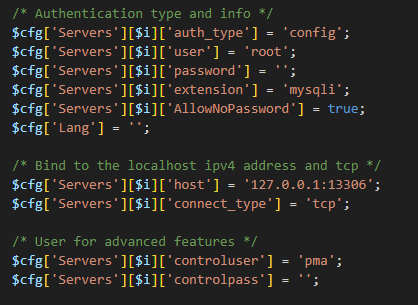 /* Authentication type and info */
$cfg['Servers'][$i]['auth_type'] = 'config';
$cfg['Servers'][$i]['user'] = 'root';
$cfg['Servers'][$i]['password'] = '';
$cfg['Servers'][$i]['extension'] = 'mysqli';
$cfg['Servers'][$i]['AllowNoPassword'] = true;
$cfg['Lang'] = '';
/* Bind to the localhost ipv4 address and tcp */
$cfg['Servers'][$i]['host'] = '127.0.0.1:13306';
$cfg['Servers'][$i]['connect_type'] = 'tcp';
/* User for advanced features */
$cfg['Servers'][$i]['controluser'] = 'pma';
$cfg['Servers'][$i]['controlpass'] = '';